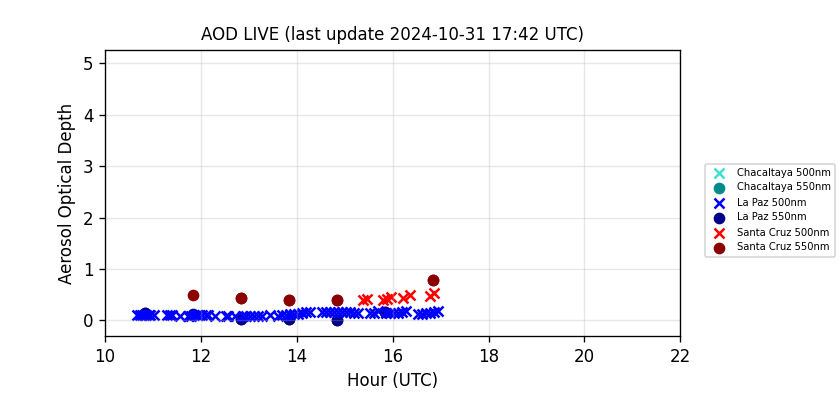 AOD LIVE (last update 2024-10-31 17:42 UTC)
Aerosol Optical Depth
5
4
3
2
1
0
10 12 14 16 18 20 22
Hour (UTC)
Chacaltaya 500nm
Chacaltaya 550nm
La Paz 500nm
La Paz 550nm
Santa Cruz 500nm
Santa Cruz 550nm